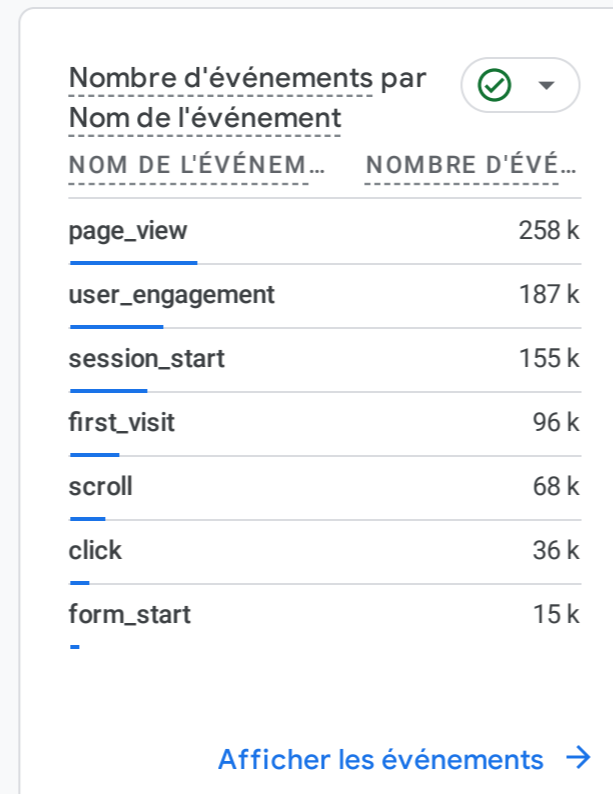 Nombre d'événements par
Nom de l'événement
NOM DE L'ÉVÉNEM… NOMBRE D'ÉVÉ…
page_view 258 k
user_engagement 187 k
session_start 155 k
first_visit 96 k
scroll 68 k
click 36 k
form_start 15 k
Afficher les événements